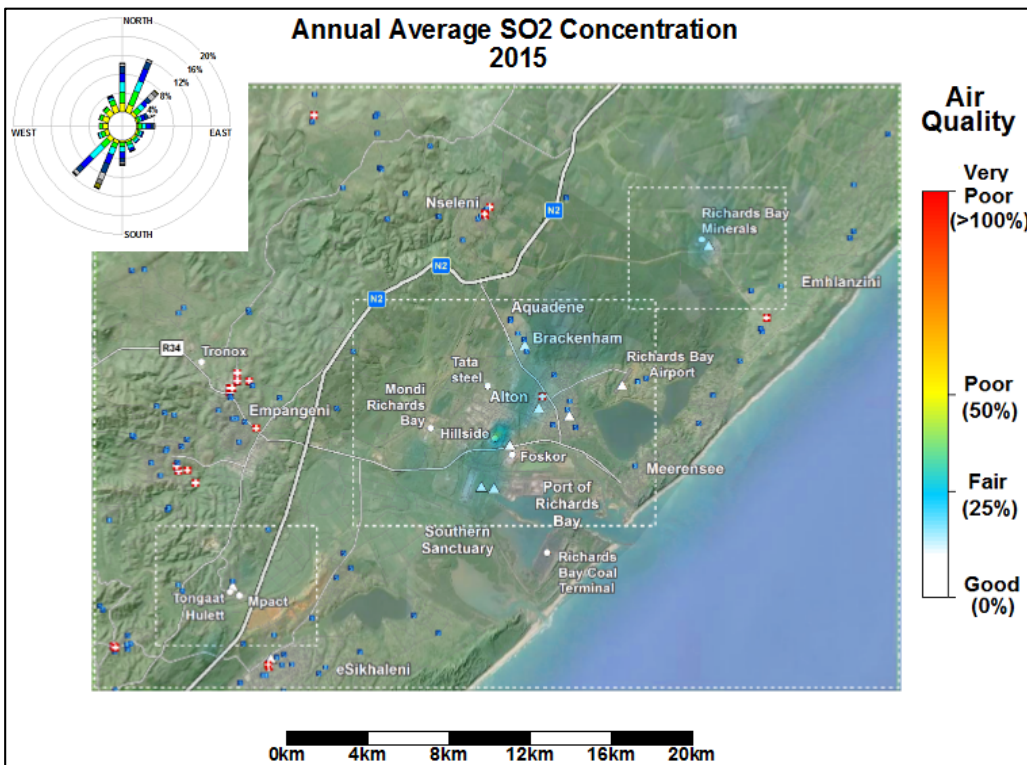 Annual Average SO2 Concentration
2015
NORTH
20%
16%
12%
8%
4%
WEST
EAST
SOUTH
Air
Quality
Very
Poor
(>100%)
Poor
(50%)
Fair
(25%)
Good
(0%)
Nseleni
N2
Richards Bay
Minerals
N2
Emhlanzini
N2
Aquadene
Brackenham
R34
Tronox
Tata
steel
Richards Bay
Airport
Mondi
Richards
Bay
Alton
Empangeni
Hillside
Foskor
Meerensee
Port of
Richards
Bay
Southern
Sanctuary
Richards
Bay Coal
Terminal
Tongaat
Hulett
Mpact
eSikhaleni
0km
4km
8km
12km
16km
20km